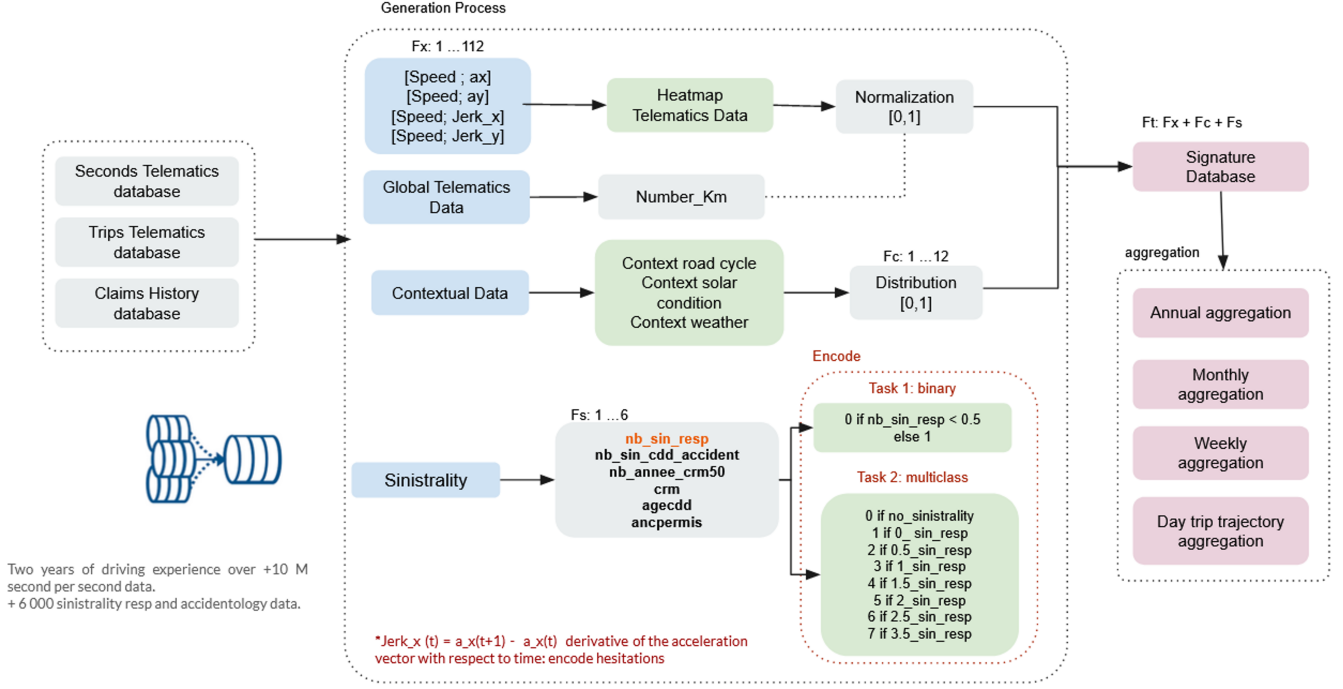 Generation Process
Fx: 1 ...112
[Speed ; ax]
[Speed; ay]
[Speed; Jerk_x]
[Speed; Jerk_y]
Heatmap
Telematics Data
Normalization
[0,1]
Ft: Fx + Fc + Fs
Signature
Database
Seconds Telematics
database
Trips Telematics
database
Claims History
database
Global Telematics
Data
Number_Km
Contextual Data
Context road cycle
Context solar
condition
Context weather
Fc: 1 ...12
Distribution
[0,1]
aggregation
Annual aggregation
Monthly
aggregation
Weekly
aggregation
Day trip trajectory
aggregation
Encode
Task 1: binary
0 if nb_sin_resp < 0.5
else 1
Fs: 1 ...6
Sinistrality
nb_sin_resp
nb_sin_cdd_accident
nb_annee_crm50
crm
agecdd
ancpermis
Task 2: multiclass
0 if no_sinistrality
1 if 0_ sin_resp
2 if 0.5_sin_resp
3 if 1_sin_resp
4 if 1.5_sin_resp
5 if 2_sin_resp
6 if 2.5_sin_resp
7 if 3.5_sin_resp
Two years of driving experience over +10 M
second per second data.
+ 6 000 sinistrality resp and accidentology data.
*Jerk_x (t) = a_x(t+1) - a_x(t) derivative of the acceleration
vector with respect to time: encode hesitations